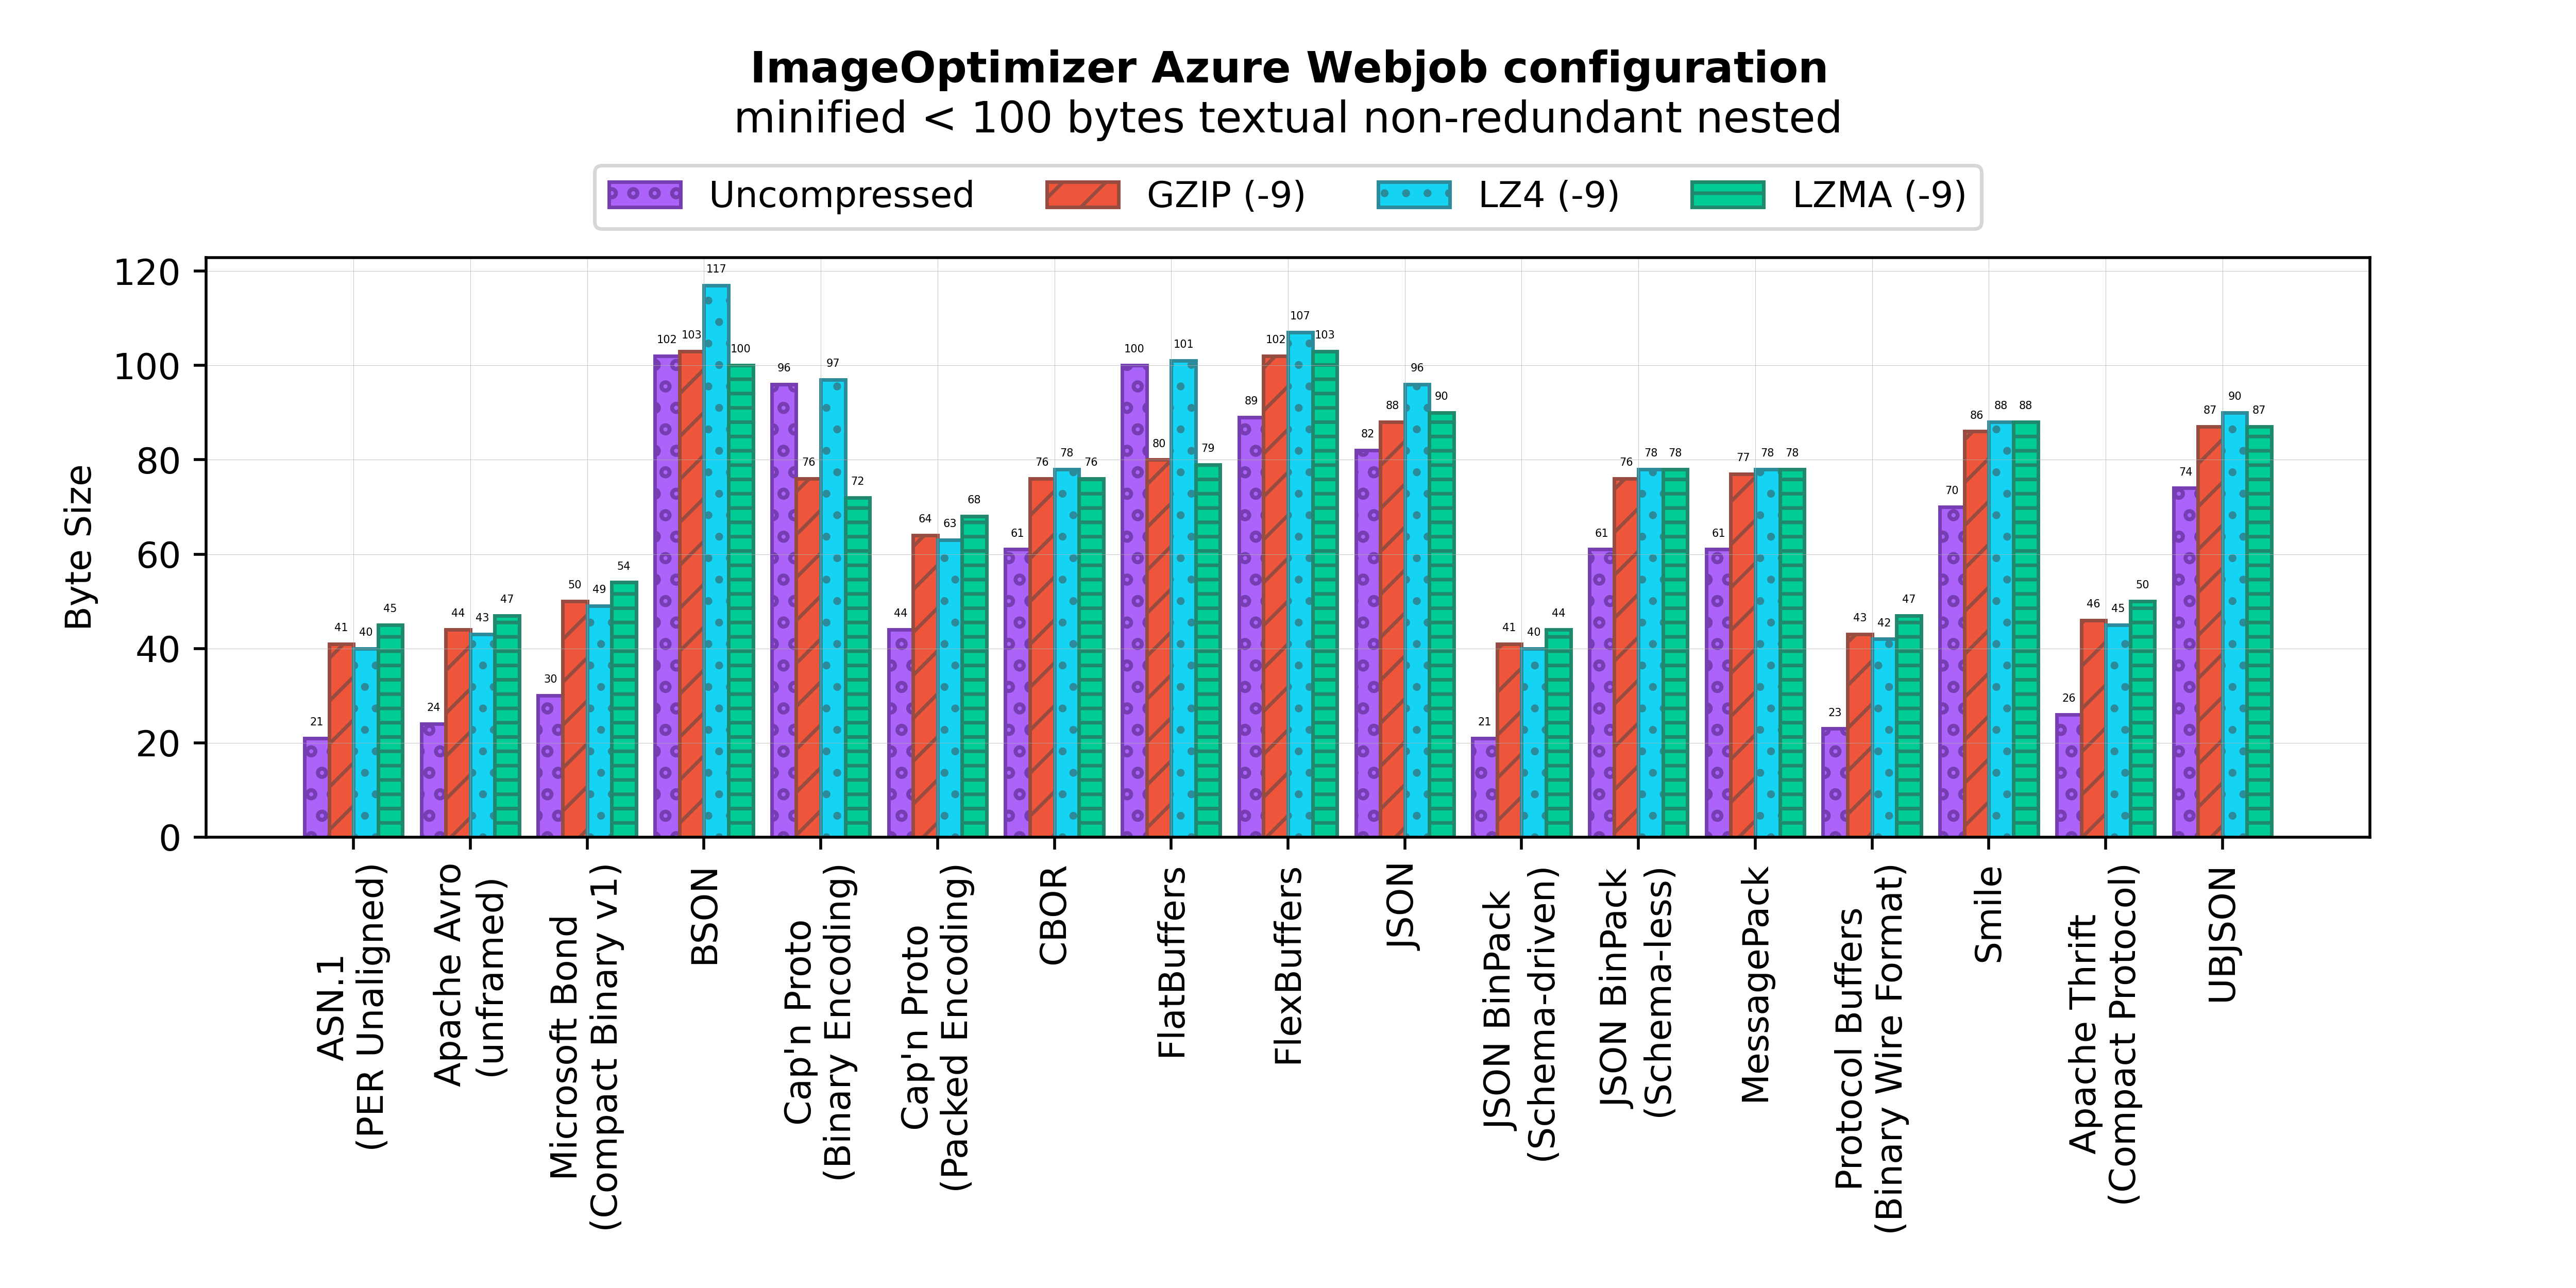 ImageOptimizer Azure Webjob configuration
minified < 100 bytes textual non-redundant nested
Uncompressed GZIP (-9) LZ4 (-9) LZMA (-9)
Byte Size
120
100
80
60
40
20
0
21 41 40 45
24 44 43 47
30 50 49 54
102 103 117 100
96 76 97 72
44 64 63 68
61 76 78 76
100 80 101 79
89 102 107 103
82 88 96 90
21 41 40 44
61 76 78 78
61 77 78 78
23 43 42 47
70 86 88 88
26 46 45 50
74 87 90 87
ASN.1
(PER Unaligned)
Apache Avro
(unframed)
Microsoft Bond
(Compact Binary v1)
BSON
Cap'n Proto
(Binary Encoding)
Cap'n Proto
(Packed Encoding)
CBOR
FlatBuffers
FlexBuffers
JSON
JSON BinPack
(Schema-driven)
JSON BinPack
(Schema-less)
MessagePack
Protocol Buffers
(Binary Wire Format)
Smile
Apache Thrift
(Compact Protocol)
UBJSON